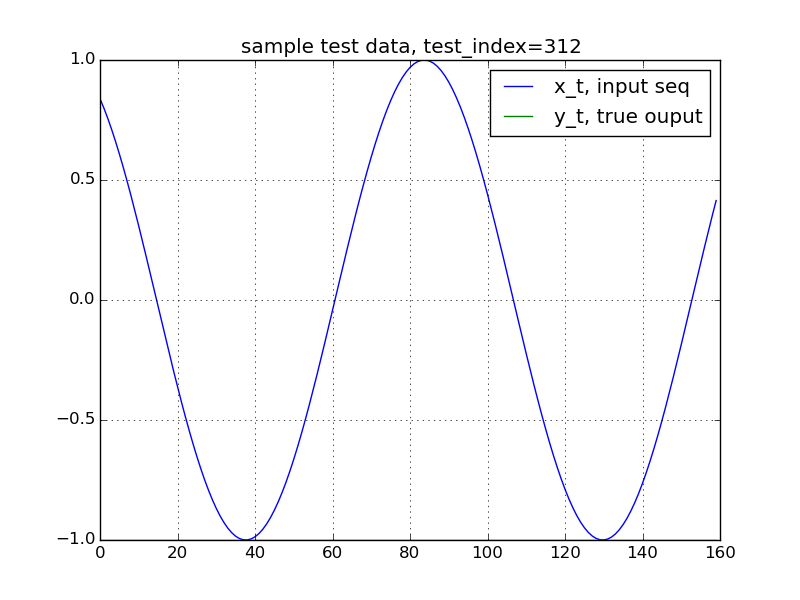 sample test data, test_index=312
x_t, input seq
y_t, true ouput
1.0
0.5
0.0
−0.5
−1.0
0 20 40 60 80 100 120 140 160